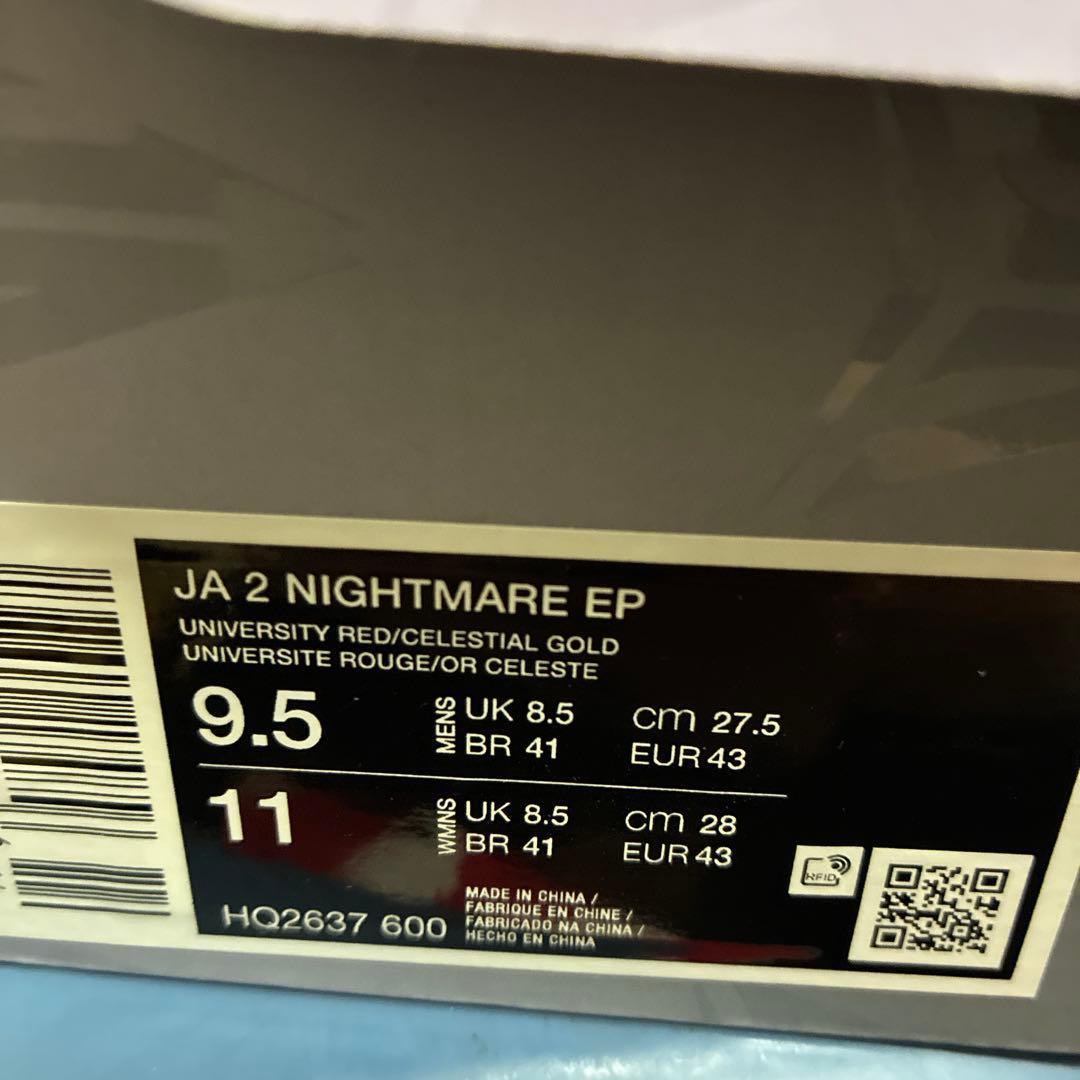 JA 2 NIGHTMARE EP
UNIVERSITY RED/CELESTIAL GOLD
UNIVERSITE ROUGE/OR CELESTE
9.5 MENS UK 8.5 cm 27.5
BR 41 EUR 43
11 WMNS UK 8.5 cm 28
BR 41 EUR 43
HQ2637 600
MADE IN CHINA /
FABRIQUE EN CHINE /
FABRICADO NA CHINA /
HECHO EN CHINA
RFID